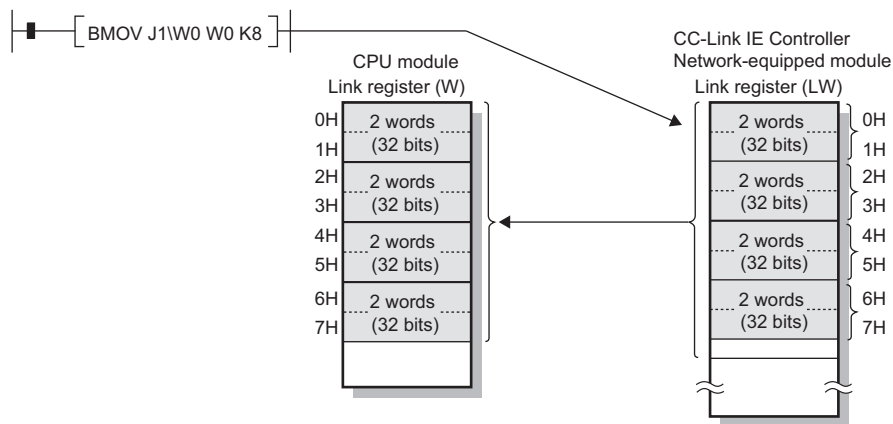 BMOV J1\W0 W0 K8
CPU module
Link register (W)
0H
1H
2 words
(32 bits)
2H
3H
2 words
(32 bits)
4H
5H
2 words
(32 bits)
6H
7H
2 words
(32 bits)
CC-Link IE Controller
Network-equipped module
Link register (LW)
2 words
(32 bits)
0H
1H
2 words
(32 bits)
2H
3H
2 words
(32 bits)
4H
5H
2 words
(32 bits)
6H
7H